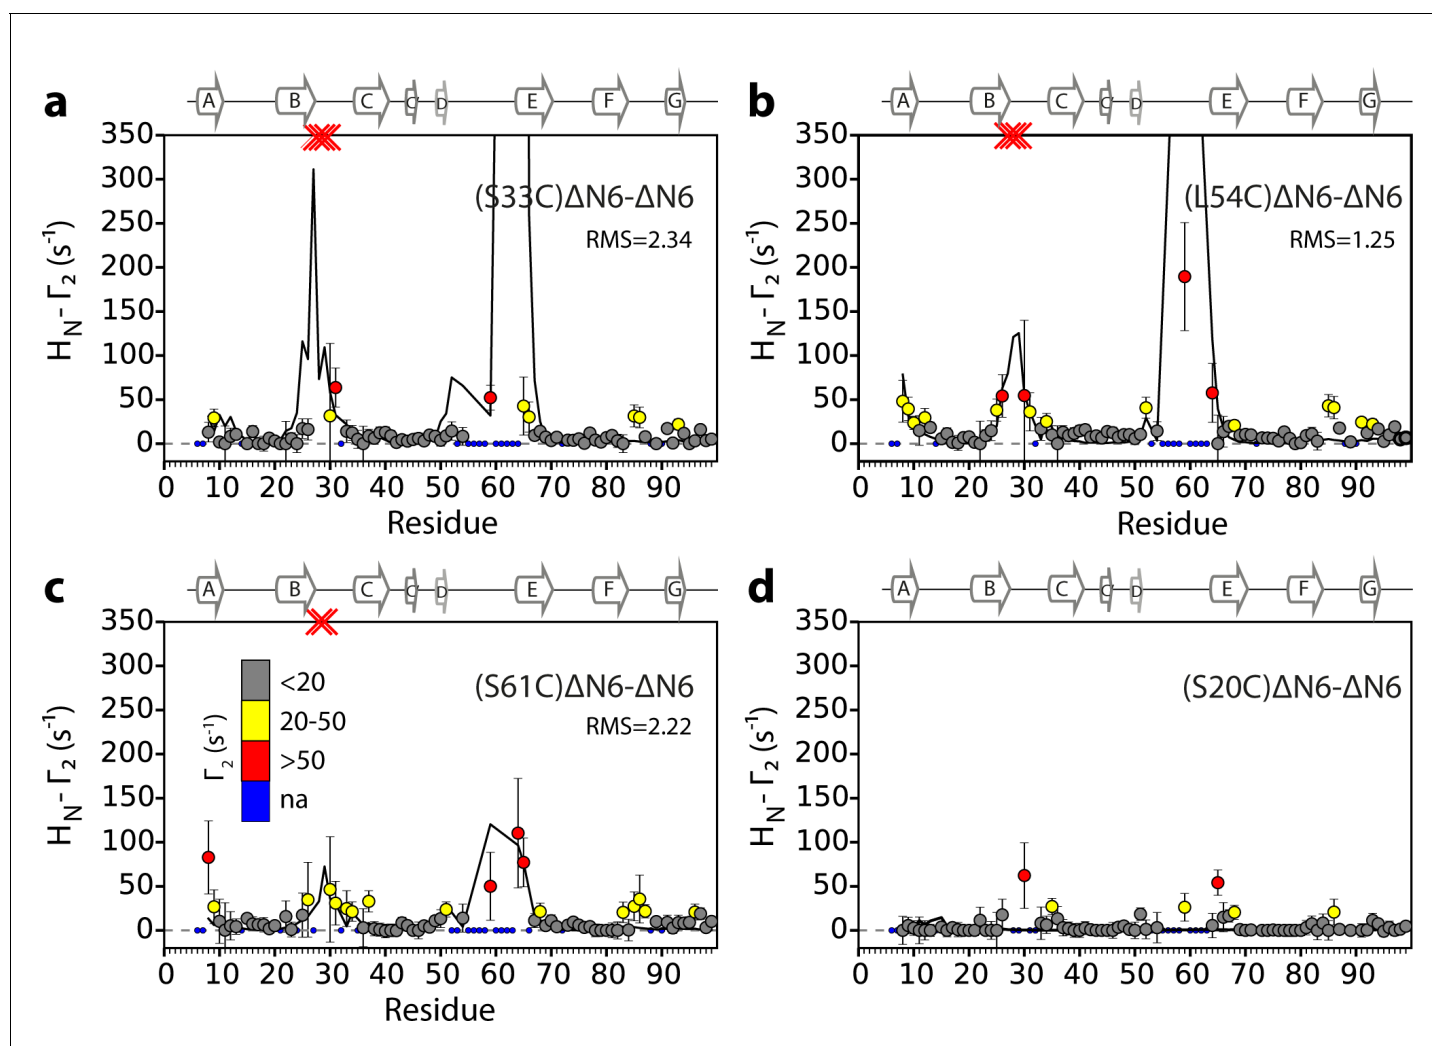 a
A B C C' D E F G
350
300
250
200
150
100
50
0
H_N- Γ₂ (s⁻¹)
(S33C)ΔN6-ΔN6
RMS=2.34
0 10 20 30 40 50 60 70 80 90
Residue
b
A B C C D E F G
350
300
250
200
150
100
50
0
H_N- Γ₂ (s⁻¹)
(L54C)ΔN6-ΔN6
RMS=1.25
0 10 20 30 40 50 60 70 80 90
Residue
c
A B C C D E F G
350
300
250
200
150
100
50
0
H_N- Γ₂ (s⁻¹)
(S61C)ΔN6-ΔN6
RMS=2.22
Γ₂ (s⁻¹)
<20
20-50
>50
na
0 10 20 30 40 50 60 70 80 90
Residue
d
A B C C D E F G
350
300
250
200
150
100
50
0
H_N- Γ₂ (s⁻¹)
(S20C)ΔN6-ΔN6
0 10 20 30 40 50 60 70 80 90